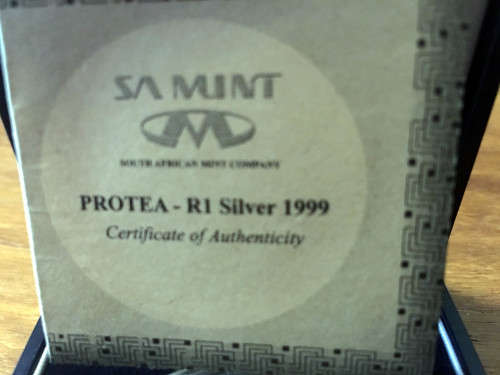 SA MINT
SOUTH AFRICAN MINT COMPANY
PROTEA - R1 Silver 1999
Certificate of Authenticity